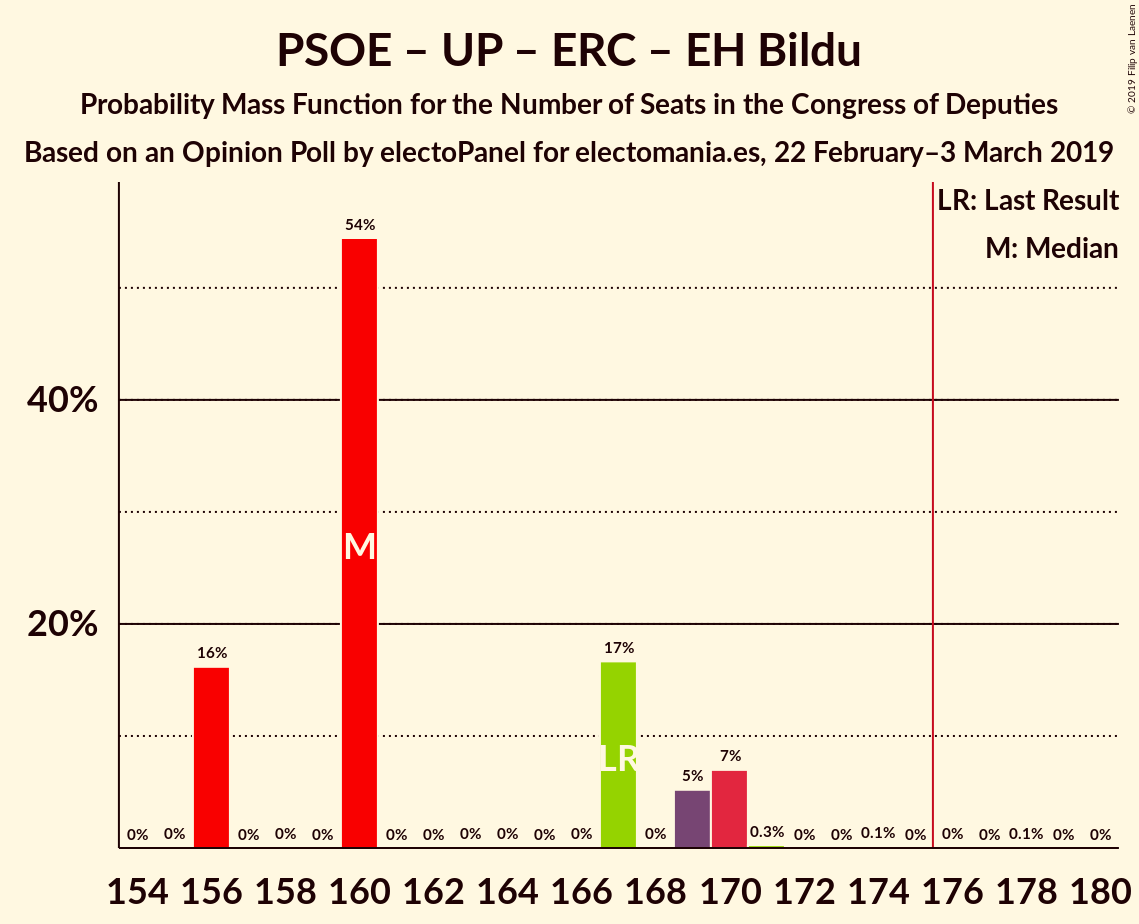 PSOE – UP – ERC – EH Bildu
Probability Mass Function for the Number of Seats in the Congress of Deputies
Based on an Opinion Poll by electoPanel for electomania.es, 22 February–3 March 2019
© 2019 Filip van Laenen
LR: Last Result
M: Median
40%
20%
0% 0% 16% 0% 0% 0% 54% 0% 0% 0% 0% 0% 0% 17% 0% 5% 7% 0.3% 0% 0% 0.1% 0% 0% 0% 0.1% 0% 0%
M
LR
154 156 158 160 162 164 166 168 170 172 174 176 178 180